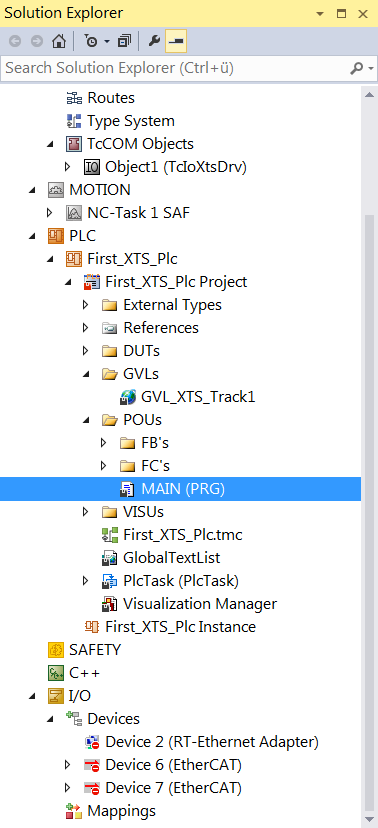 Solution Explorer
Search Solution Explorer (Ctrl+ü)
Routes
Type System
TcCOM Objects
Object1 (TcIoXtsDrv)
MOTION
NC-Task 1 SAF
PLC
First_XTS_Plc
First_XTS_Plc Project
External Types
References
DUTs
GVLs
GVL_XTS_Track1
POUs
FB's
FC's
MAIN (PRG)
VISUs
First_XTS_Plc.tmc
GlobalTextList
PlcTask (PlcTask)
Visualization Manager
First_XTS_Plc Instance
SAFETY
C++
I/O
Devices
Device 2 (RT-Ethernet Adapter)
Device 6 (EtherCAT)
Device 7 (EtherCAT)
Mappings